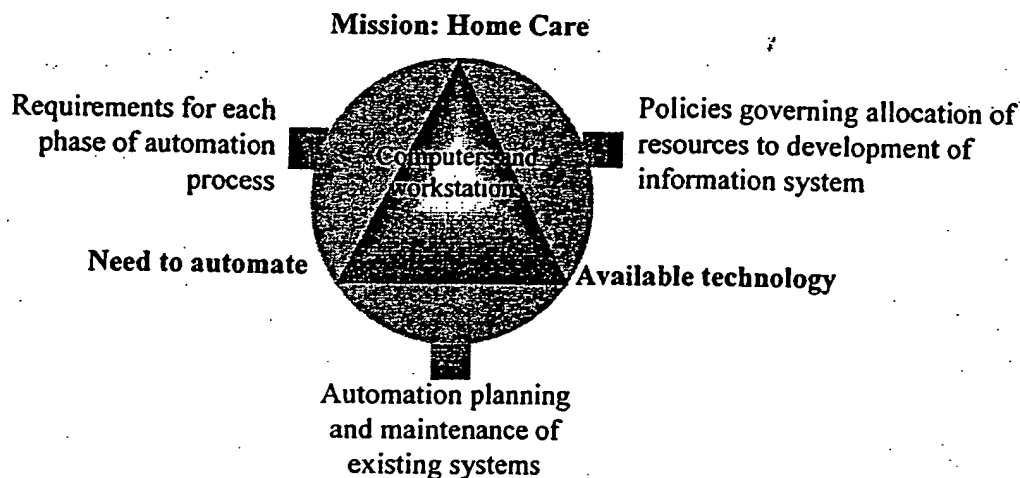 Mission: Home Care
Requirements for each
phase of automation
process
Policies governing allocation of
resources to development of
information system
Computers and
workstations
Need to automate
Available technology
Automation planning
and maintenance of
existing systems